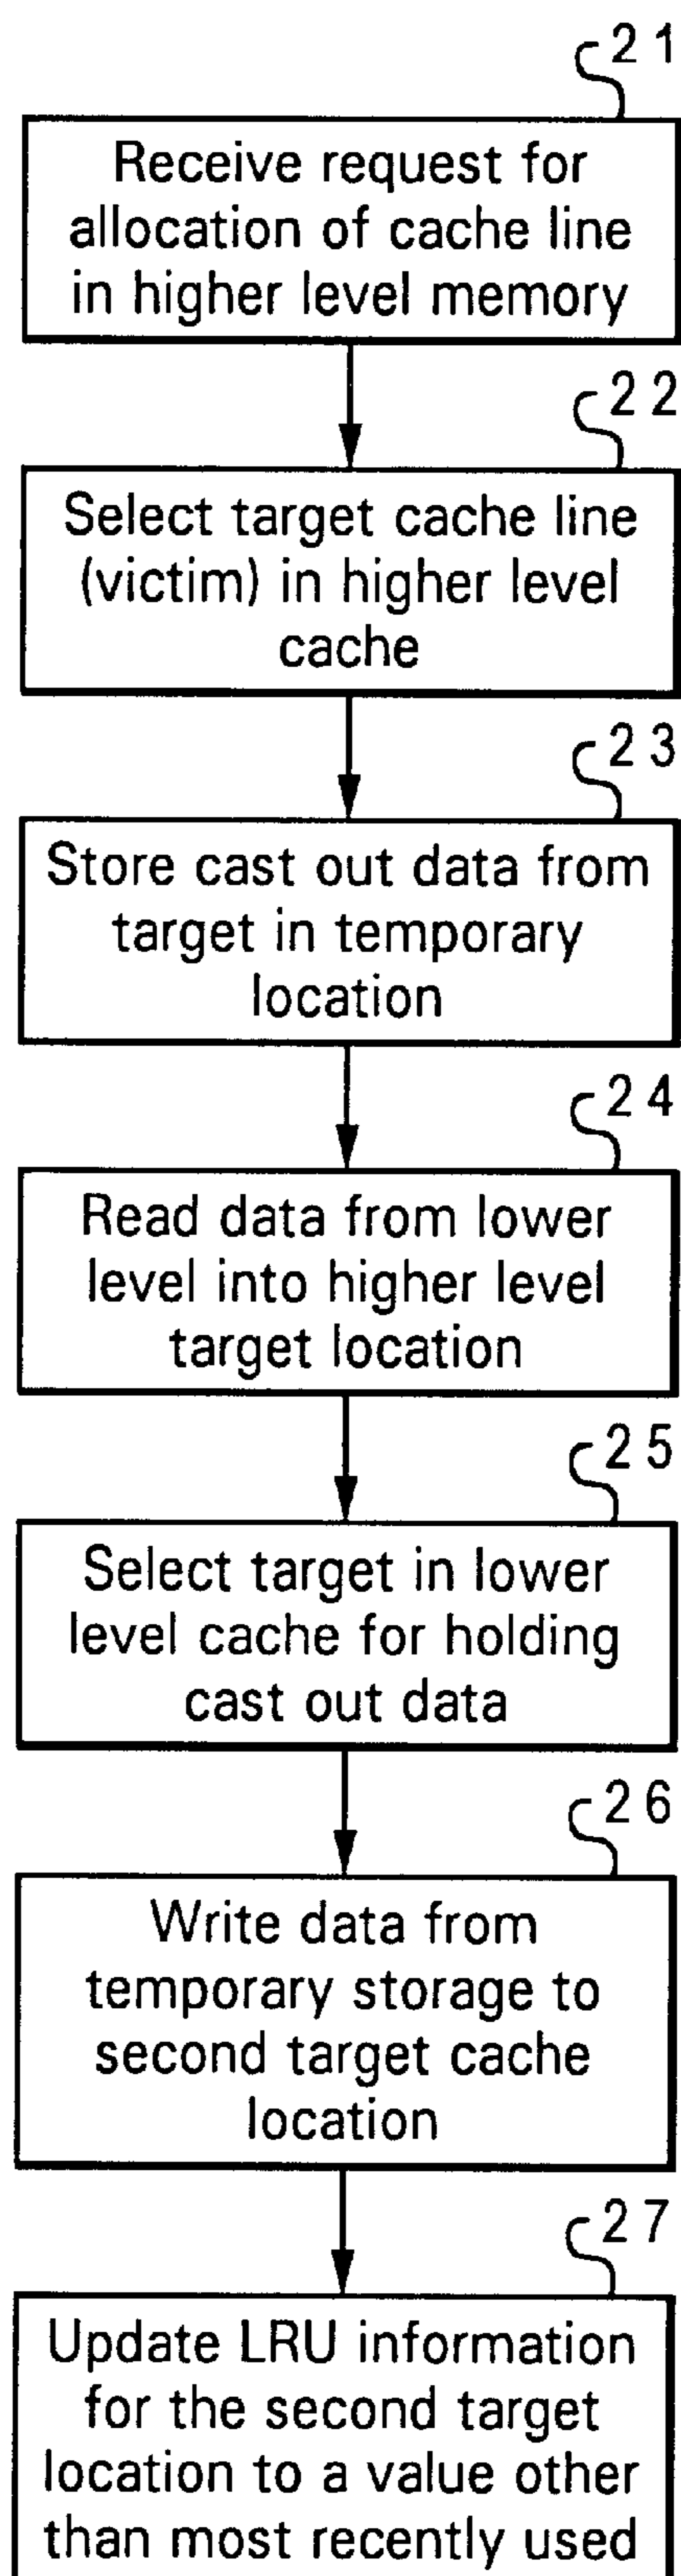 21
Receive request for
allocation of cache line
in higher level memory
22
Select target cache line
(victim) in higher level
cache
23
Store cast out data from
target in temporary
location
24
Read data from lower
level into higher level
target location
25
Select target in lower
level cache for holding
cast out data
26
Write data from
temporary storage to
second target cache
location
27
Update LRU information
for the second target
location to a value other
than most recently used